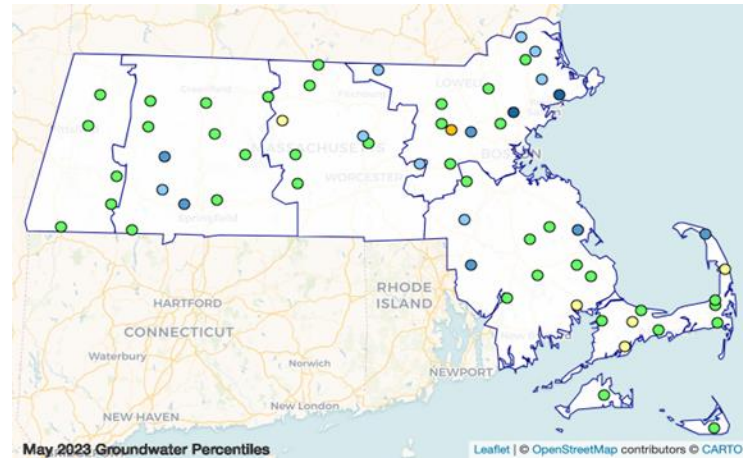 LOWELL
MASSACHUSETTS
BOSTON
WORCESTER
Springfield
RHODE
ISLAND
HARTFORD
CONNECTICUT
Waterbury
Norwich
NEWPORT
New London
NEW HAVEN
May 2023 Groundwater Percentiles
Leaflet | © OpenStreetMap contributors © CARTO